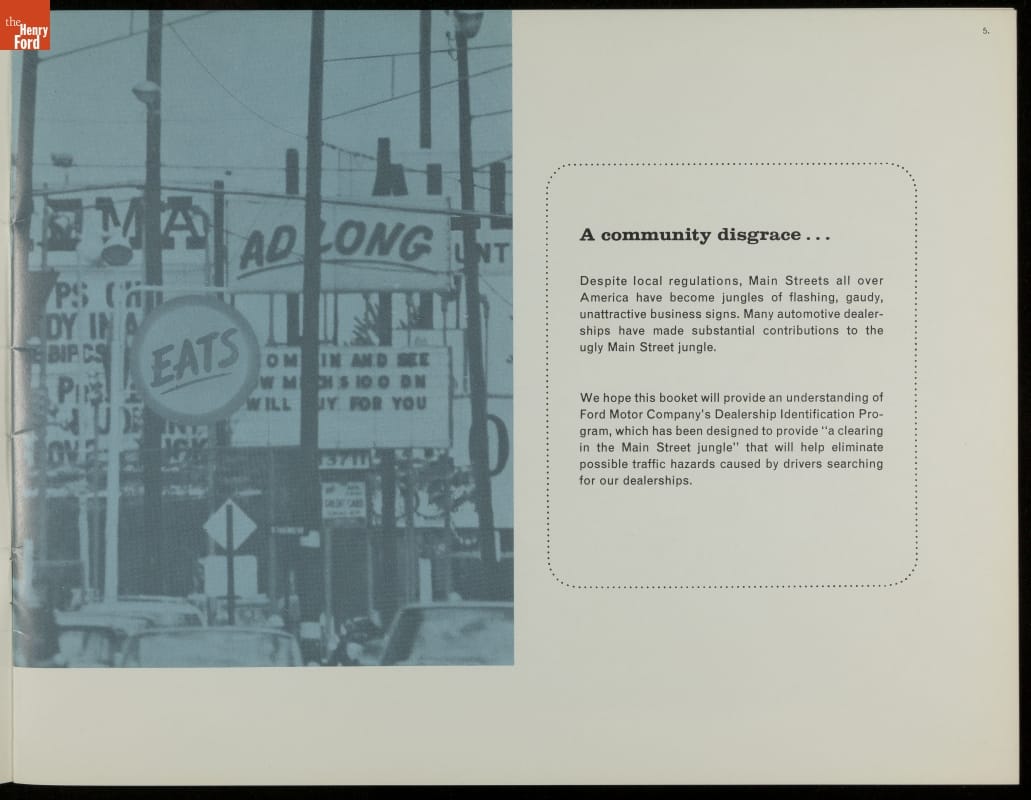 the
Henry
Ford
5.
EMA
AD LONG
UNT
EATS
IN AND SEE
100 DN
WILL FOR YOU
A community disgrace . . .
Despite local regulations, Main Streets all over
America have become jungles of flashing, gaudy,
unattractive business signs. Many automotive dealer-
ships have made substantial contributions to the
ugly Main Street jungle.
We hope this booket will provide an understanding of
Ford Motor Company's Dealership Identification Pro-
gram, which has been designed to provide "a clearing
in the Main Street jungle" that will help eliminate
possible traffic hazards caused by drivers searching
for our dealerships.